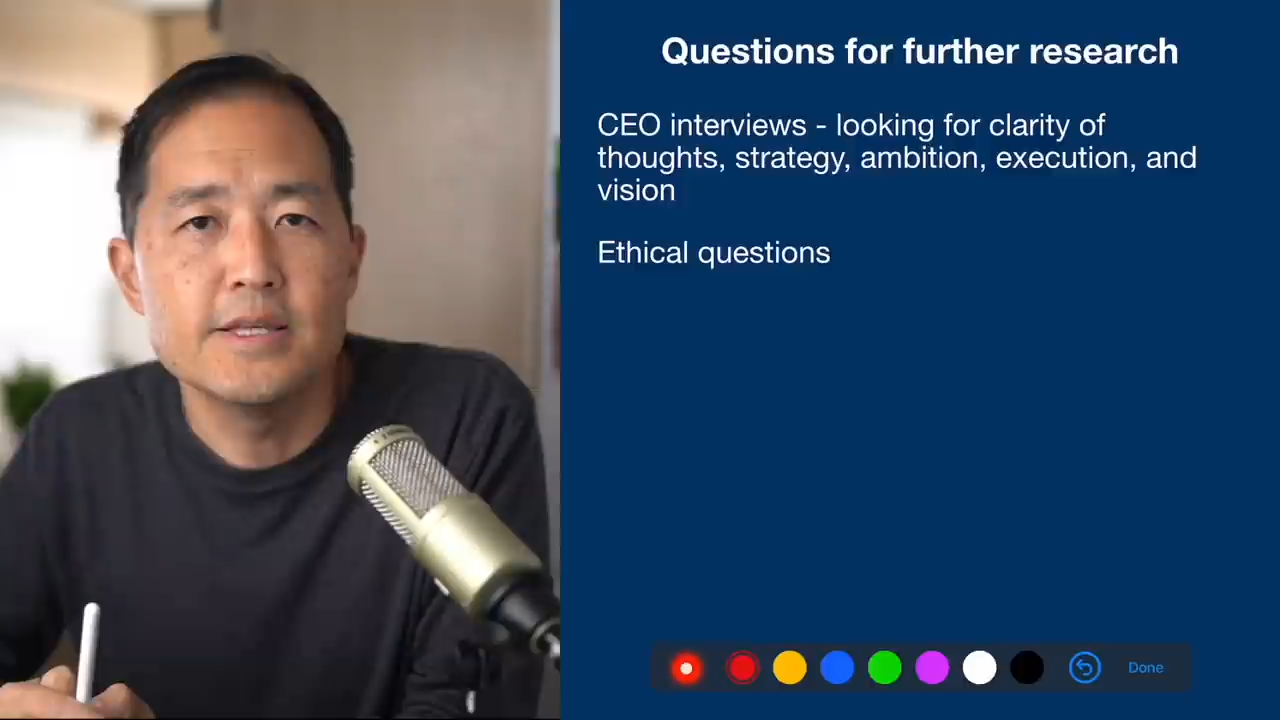 Questions for further research
CEO interviews - looking for clarity of
thoughts, strategy, ambition, execution, and
vision
Ethical questions
Done